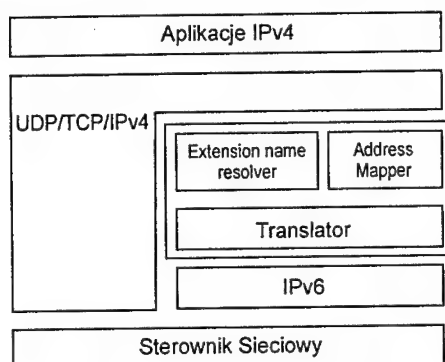 Aplikacje IPv4
UDP/TCP/IPv4
Extension name
resolver
Address
Mapper
Translator
IPv6
Sterownik Sieciowy